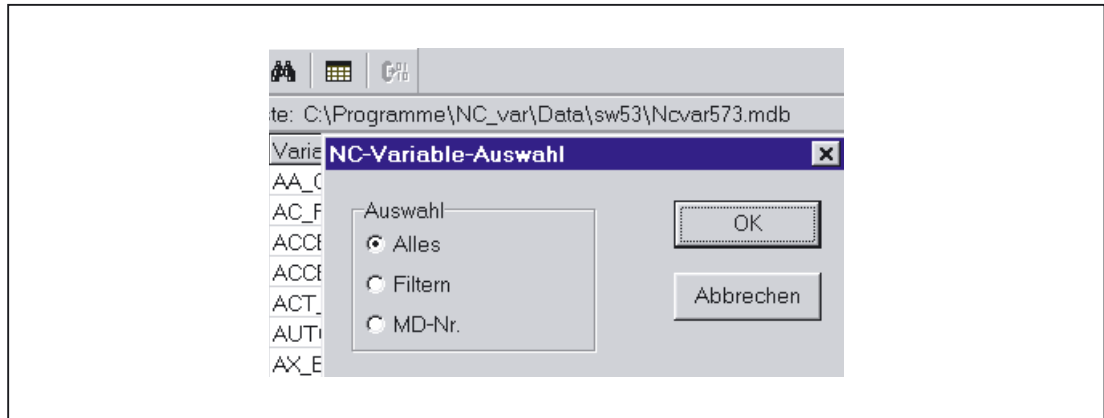 te: C:\Programme\NC_var\Data\sw53\Ncvar573.mdb
Varia
NC-Variable-Auswahl
AA_
AC_F
ACCE
ACCE
ACT_
AUT
AX_E
Auswahl
Alles
Filtern
MD-Nr.
OK
Abbrechen